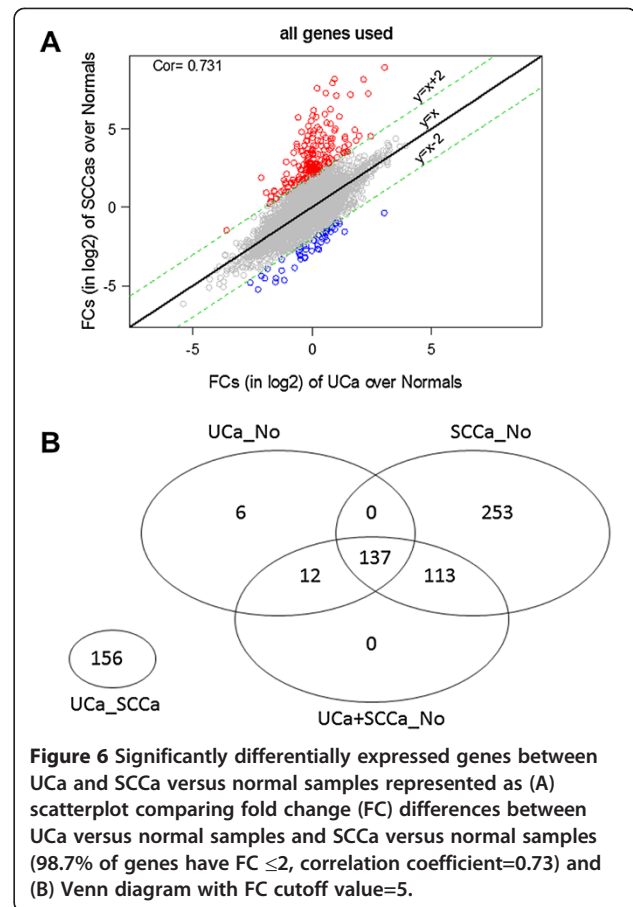 A
all genes used
Cor= 0.731
y=x+2
y=x
y=x-2
5
0
-5
FCs (in log2) of SCCas over Normals
-5
0
5
FCs (in log2) of UCa over Normals
B
UCa_No
SCCa_No
6
0
253
137
12
113
0
156
UCa_SCCa
UCa+SCCa_No
Figure 6 Significantly differentially expressed genes between
UCa and SCCa versus normal samples represented as (A)
scatterplot comparing fold change (FC) differences between
UCa versus normal samples and SCCa versus normal samples
(98.7% of genes have FC ≤2, correlation coefficient=0.73) and
(B) Venn diagram with FC cutoff value=5.